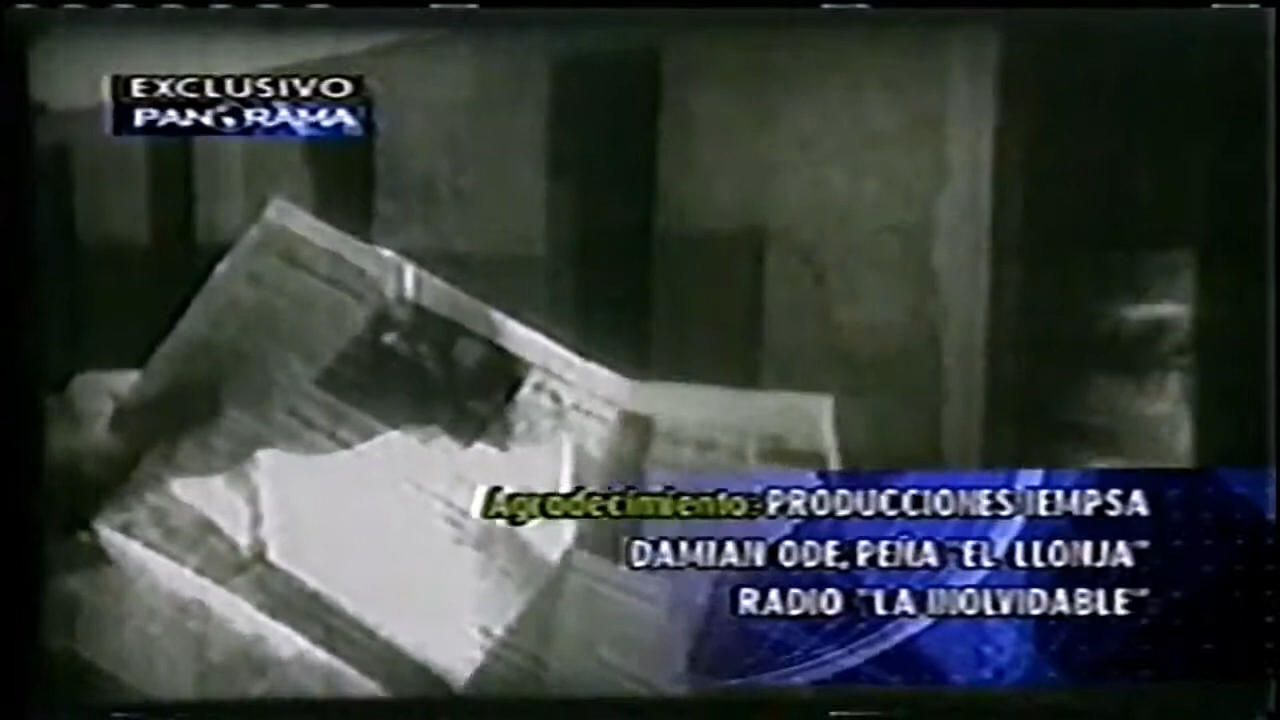 EXCLUSIVO
PANORAMA
Agradecimiento: PRODUCCIONES IEMPSA
DAMIAN ODE, PEÑA "EL LLONJA"
RADIO "LA INOLVIDABLE"